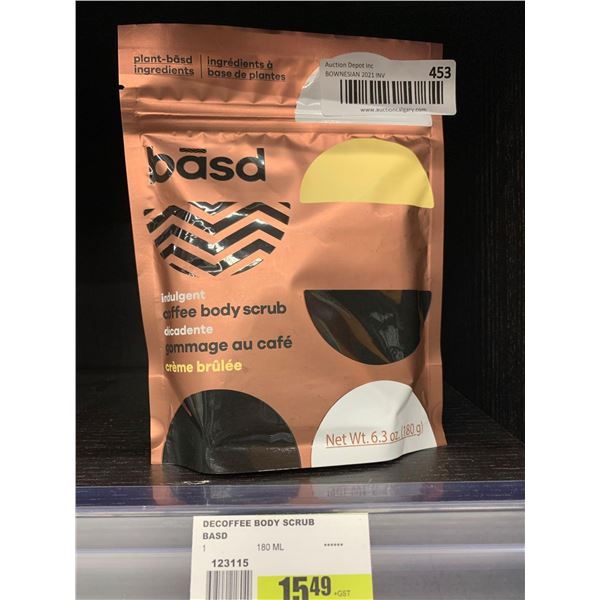 plant-bāsd
ingredients
ingrédients à
base de plantes
Auction Depot Inc
BOWNESIAN 2021 INV
453
www.auctioncalgary.com
bāsd
indulgent
coffee body scrub
dicadente
gommage au café
crème brûlée
Net Wt. 6.3 oz. (180 g)
DECOFFEE BODY SCRUB
BASD
1 180 ML ******
123115
15.49 +GST